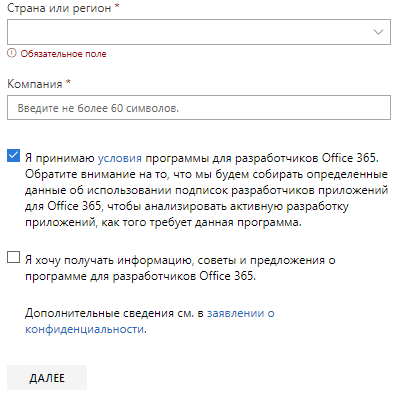 Страна или регион *
Обязательное поле
Компания *
Введите не более 60 символов.
Я принимаю условия программы для разработчиков Office 365.
Обратите внимание на то, что мы будем собирать определенные
данные об использовании подписок разработчиков приложений
для Office 365, чтобы анализировать активную разработку
приложений, как того требует данная программа.
Я хочу получать информацию, советы и предложения о
программе для разработчиков Office 365.
Дополнительные сведения см. в заявлении о
конфиденциальности.
ДАЛЕЕ